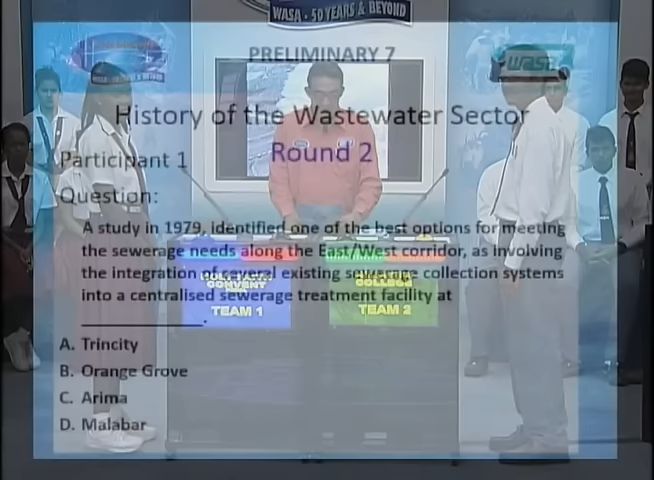 WASA - 50 YEARS & BEYOND
PRELIMINARY 7
wasa
History of the Wastewater Sector
Participant 1
Round 2
Question:
A study in 1979, identified one of the best options for meeting
the sewerage needs along the East/West corridor, as involving
the integration of several existing sewerage collection systems
into a centralised sewerage treatment facility at
____________.
CONVENT
COLLEGE
TEAM 1
TEAM 2
A. Trincity
B. Orange Grove
C. Arima
D. Malabar